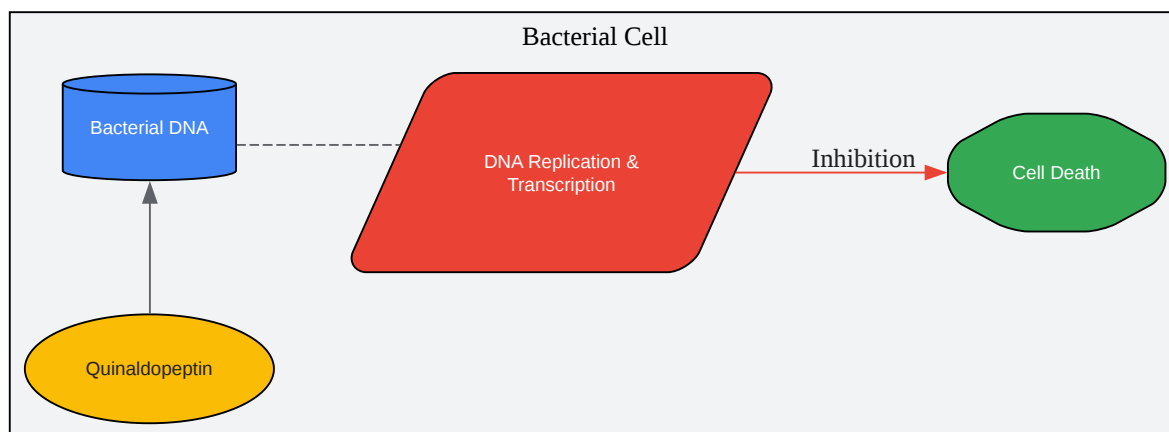 Bacterial Cell
Bacterial DNA
DNA Replication &
Transcription
Inhibition
Cell Death
Quinaldopeptin